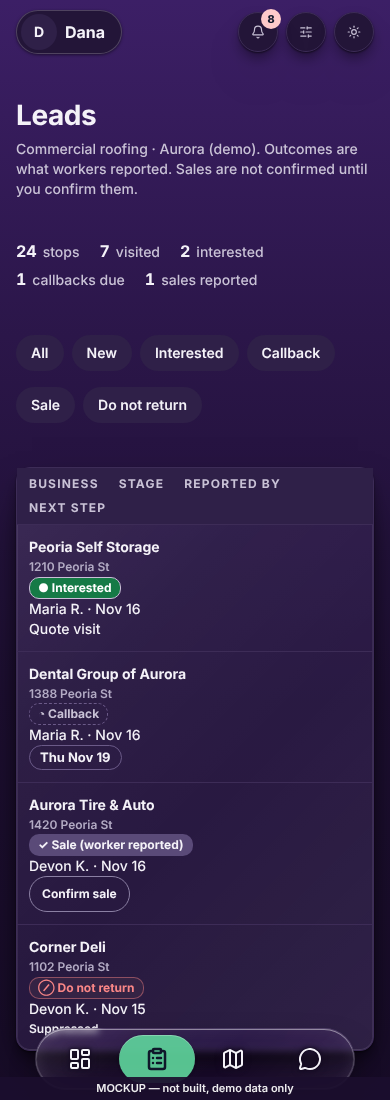 D Dana
8
Leads
Commercial roofing · Aurora (demo). Outcomes are
what workers reported. Sales are not confirmed until
you confirm them.
24 stops 7 visited 2 interested
1 callbacks due 1 sales reported
All New Interested Callback
Sale Do not return
BUSINESS STAGE REPORTED BY
NEXT STEP
Peoria Self Storage
1210 Peoria St
Interested
Maria R. · Nov 16
Quote visit
Dental Group of Aurora
1388 Peoria St
Callback
Maria R. · Nov 16
Thu Nov 19
Aurora Tire & Auto
1420 Peoria St
✓ Sale (worker reported)
Devon K. · Nov 16
Confirm sale
Corner Deli
1102 Peoria St
Do not return
Devon K. · Nov 15
Suppressed
MOCKUP — not built, demo data only